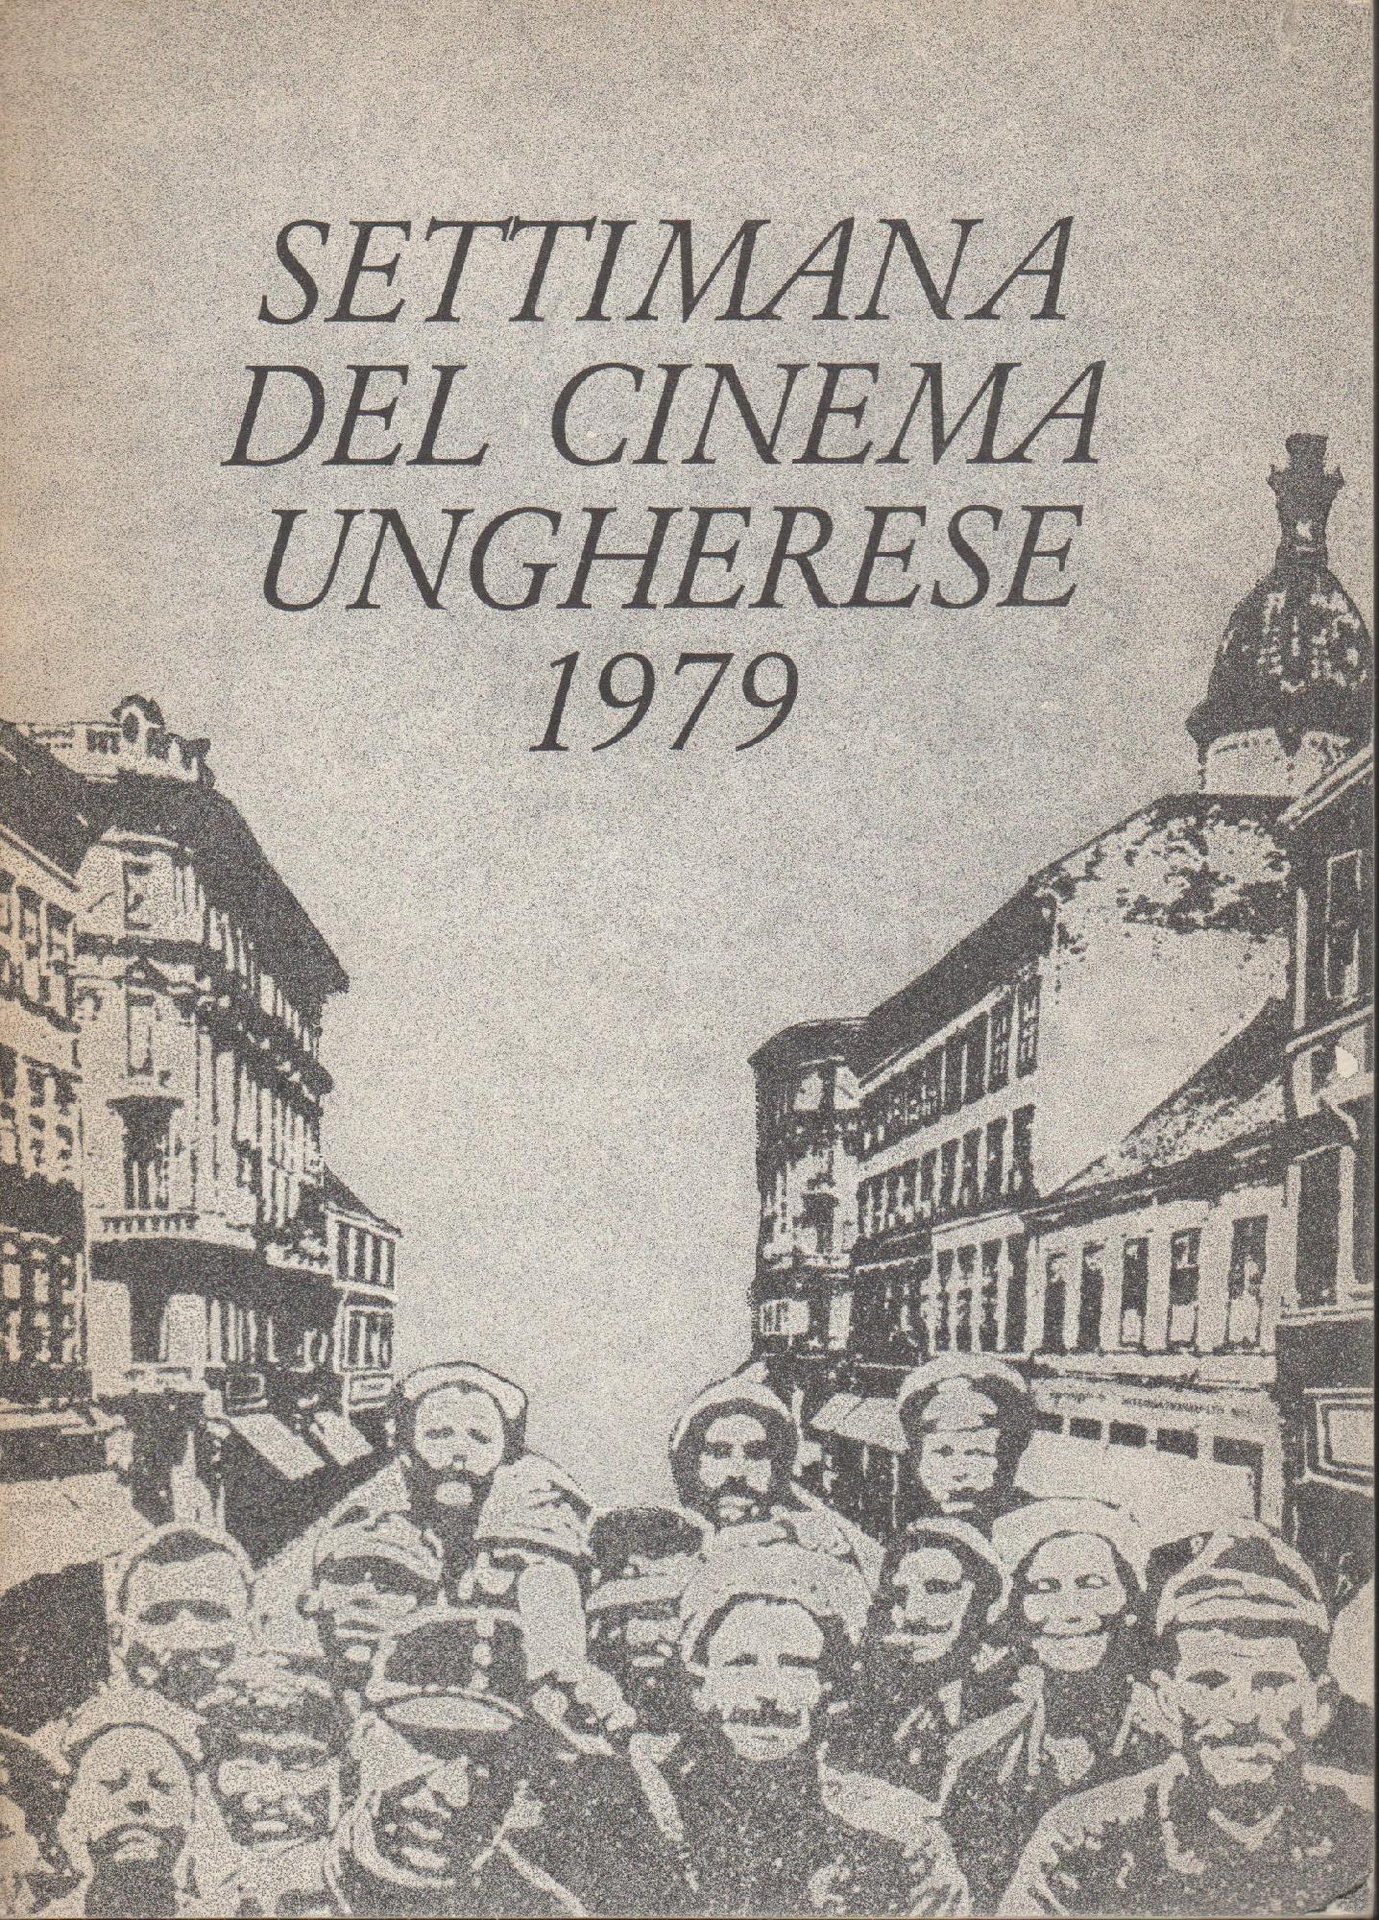 SETTIMANA
DEL CINEMA
UNGHERESE
1979